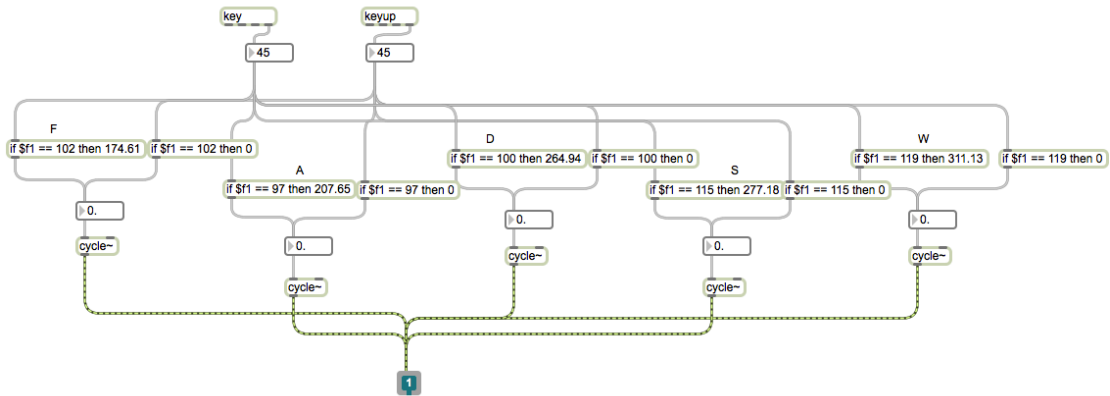 key
keyup
45
45
F
if $f1 == 102 then 174.61
if $f1 == 102 then 0
A
if $f1 == 97 then 207.65
if $f1 == 97 then 0
D
if $f1 == 100 then 264.94
if $f1 == 100 then 0
S
if $f1 == 115 then 277.18
if $f1 == 115 then 0
W
if $f1 == 119 then 311.13
if $f1 == 119 then 0
0.
0.
0.
0.
0.
cycle~
cycle~
cycle~
cycle~
cycle~
1